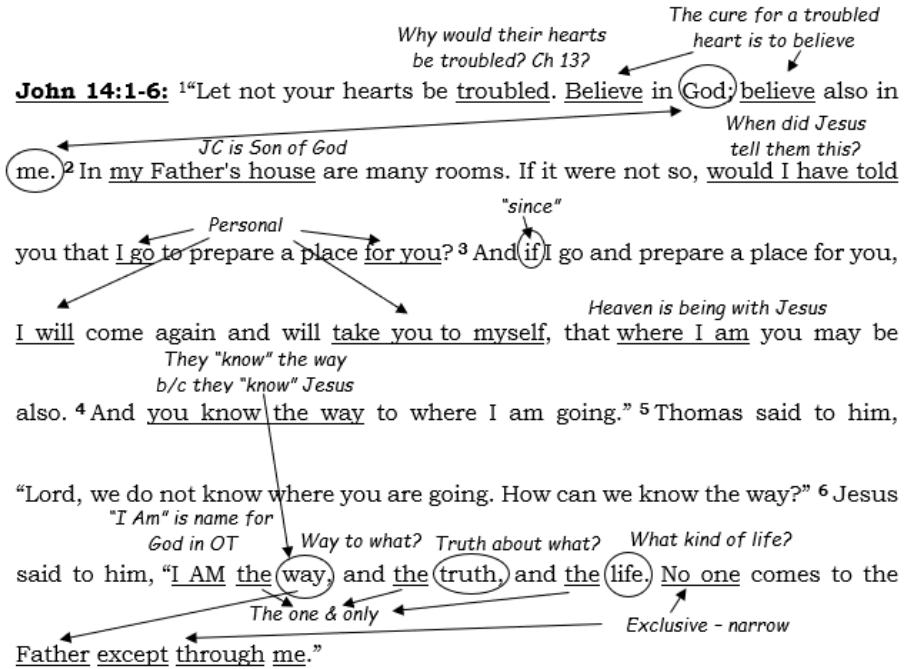 The cure for a troubled
Why would their hearts
heart is to believe
be troubled? Ch 13?
John 14:1-6: 1“Let not your hearts be troubled. Believe in God; believe also in
When did Jesus
JC is Son of God
tell them this?
me. 2 In my Father's house are many rooms. If it were not so, would I have told
“since”
Personal
you that I go to prepare a place for you? 3 And if I go and prepare a place for you,
Heaven is being with Jesus
I will come again and will take you to myself, that where I am you may be
They “know” the way
b/c they “know” Jesus
also. 4 And you know the way to where I am going.” 5 Thomas said to him,
“Lord, we do not know where you are going. How can we know the way?” 6 Jesus
“I Am” is name for
God in OT
Way to what? Truth about what? What kind of life?
said to him, “I AM the way, and the truth, and the life. No one comes to the
The one & only
Exclusive – narrow
Father except through me.”